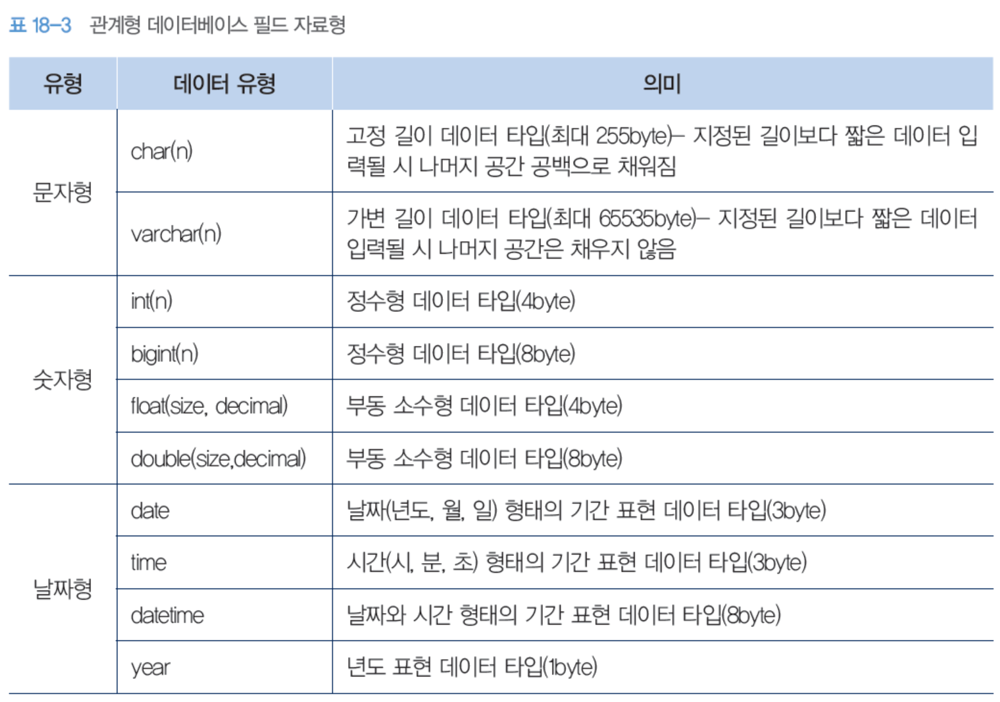 표 18-3 관계형 데이터베이스 필드 자료형
유형 데이터 유형 의미
문자형
char(n)
고정 길이 데이터 타입(최대 255byte)- 지정된 길이보다 짧은 데이터 입
력될 시 나머지 공간 공백으로 채워짐
varchar(n)
가변 길이 데이터 타입(최대 65535byte)- 지정된 길이보다 짧은 데이터
입력될 시 나머지 공간은 채우지 않음
숫자형
int(n) 정수형 데이터 타입(4byte)
bigint(n) 정수형 데이터 타입(8byte)
float(size, decimal) 부동 소수형 데이터 타입(4byte)
double(size,decimal) 부동 소수형 데이터 타입(8byte)
날짜형
date 날짜(년도, 월, 일) 형태의 기간 표현 데이터 타입(3byte)
time 시간(시, 분, 초) 형태의 기간 표현 데이터 타입(3byte)
datetime 날짜와 시간 형태의 기간 표현 데이터 타입(8byte)
year 년도 표현 데이터 타입(1byte)